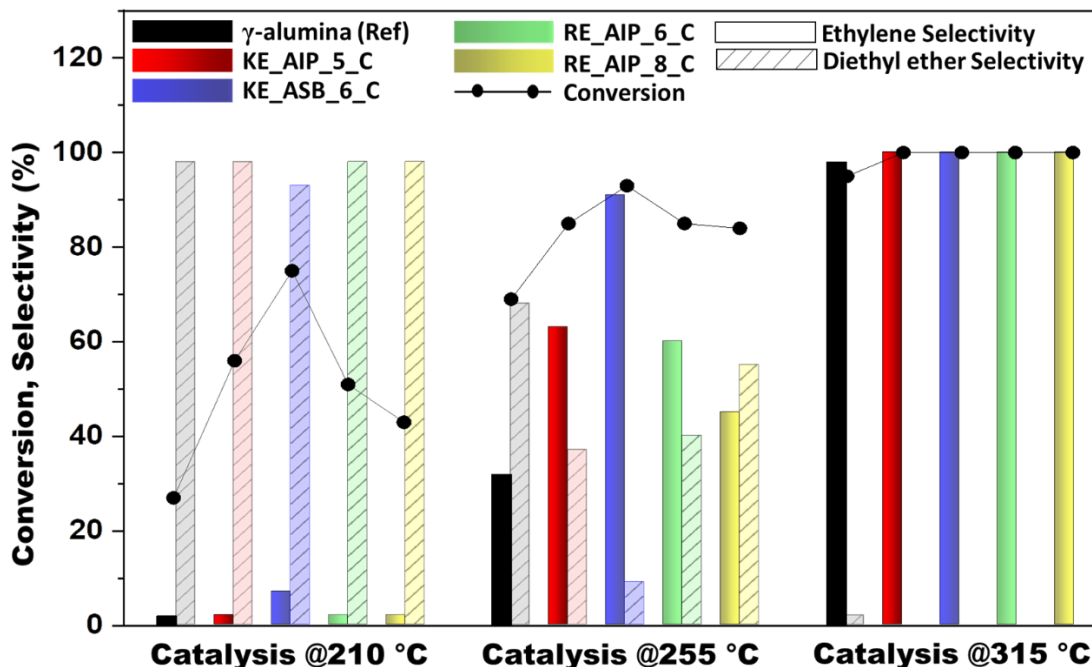 γ-alumina (Ref)
KE_AIP_5_C
KE_ASB_6_C
RE_AIP_6_C
RE_AIP_8_C
Conversion
Ethylene Selectivity
Diethyl ether Selectivity
Conversion, Selectivity (%)
120
100
80
60
40
20
0
Catalysis @210 °C
Catalysis @255 °C
Catalysis @315 °C